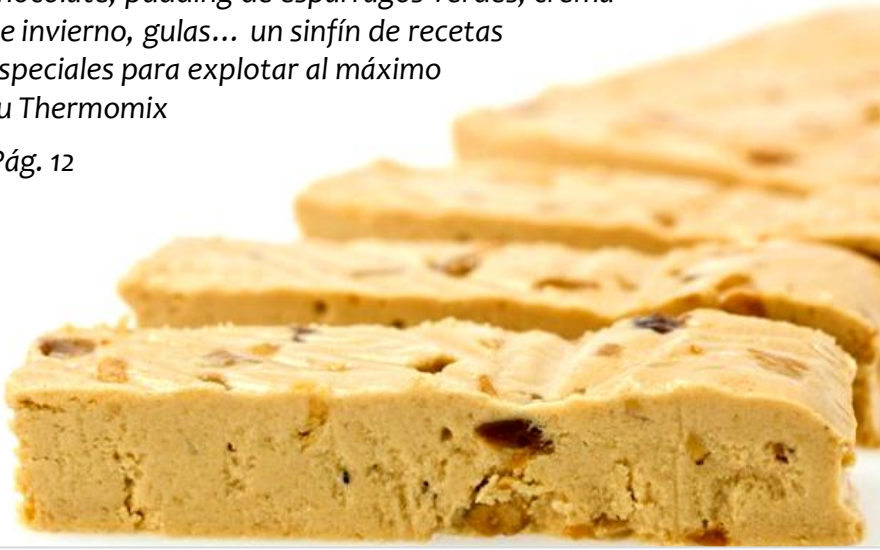 chocolate, pudding de espárragos verdes, crema
e invierno, gulas... un sinfín de recetas
speciales para explotar al máximo
u Thermomix
Pág. 12